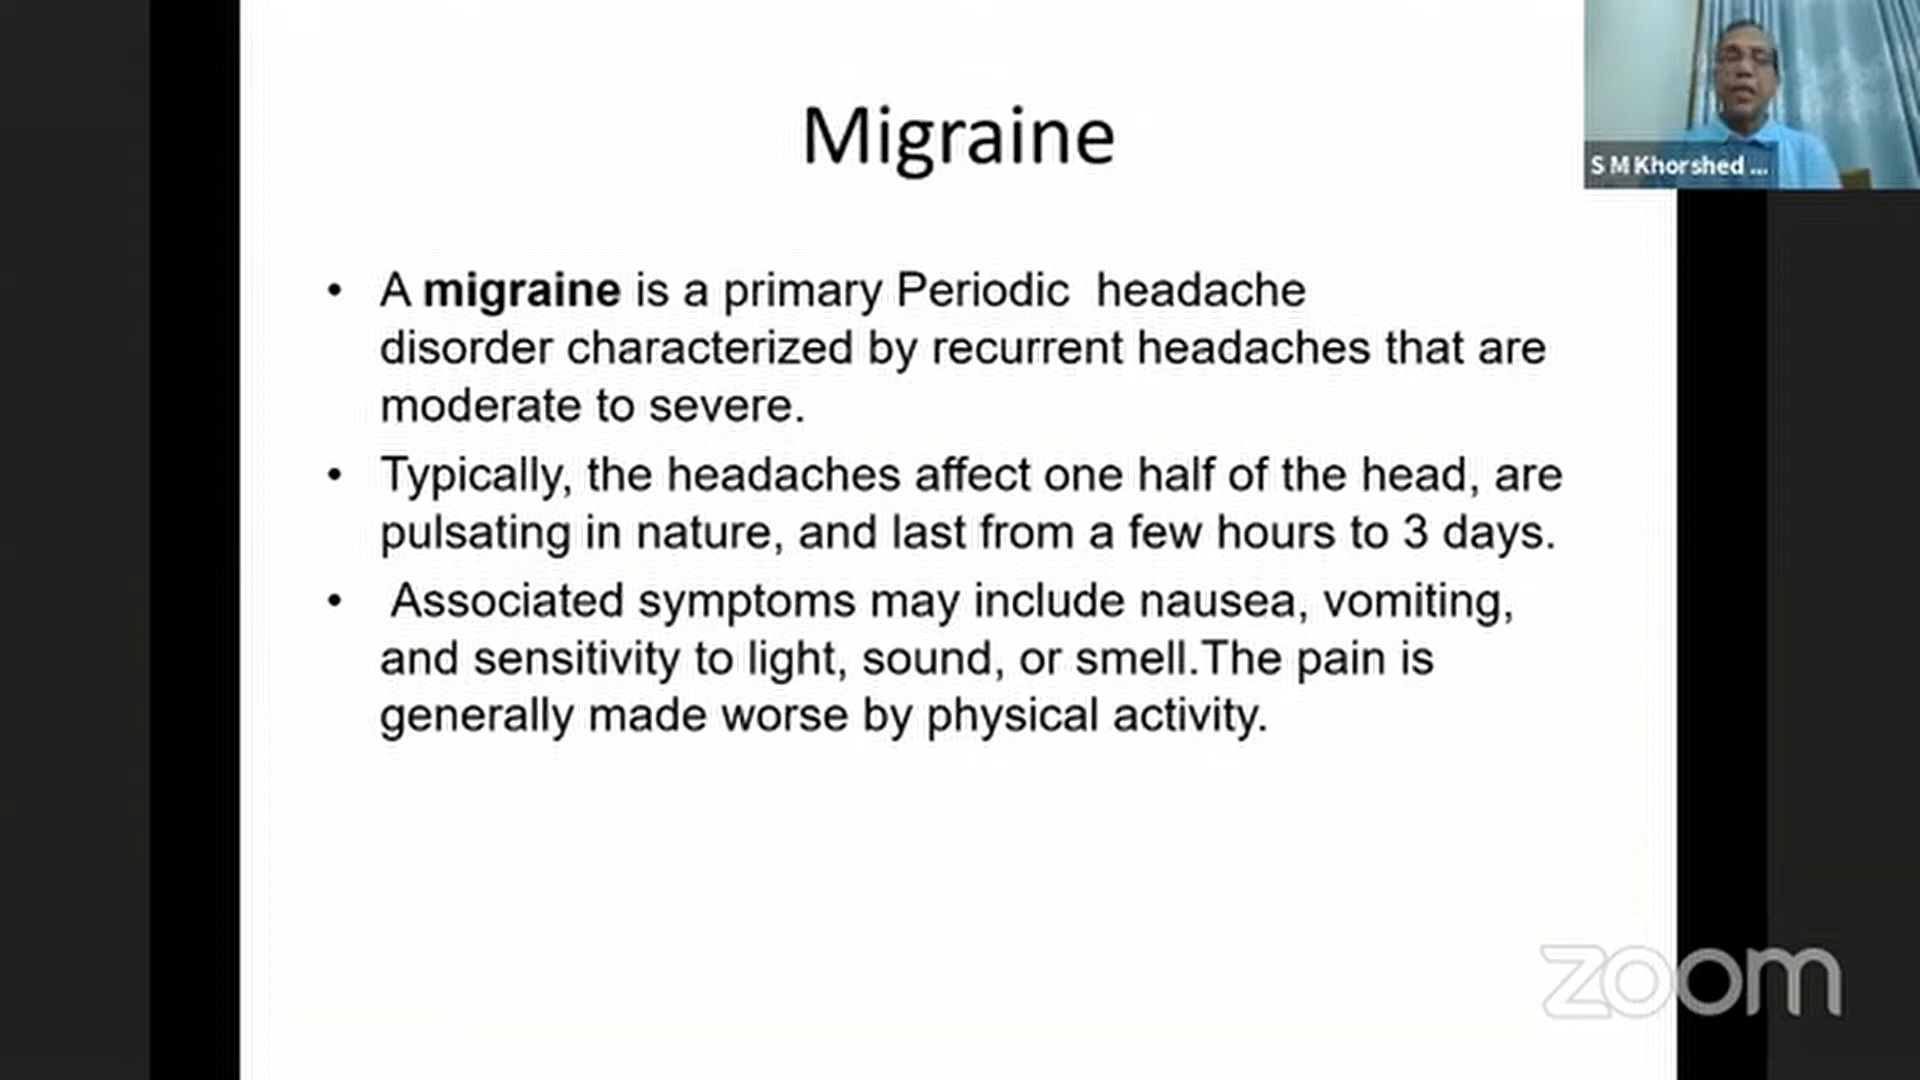 Migraine
S M Khorshed ...
• A migraine is a primary Periodic  headache
disorder characterized by recurrent headaches that are
moderate to severe.
• Typically, the headaches affect one half of the head, are
pulsating in nature, and last from a few hours to 3 days.
•  Associated symptoms may include nausea, vomiting,
and sensitivity to light, sound, or smell.The pain is
generally made worse by physical activity.
zoom